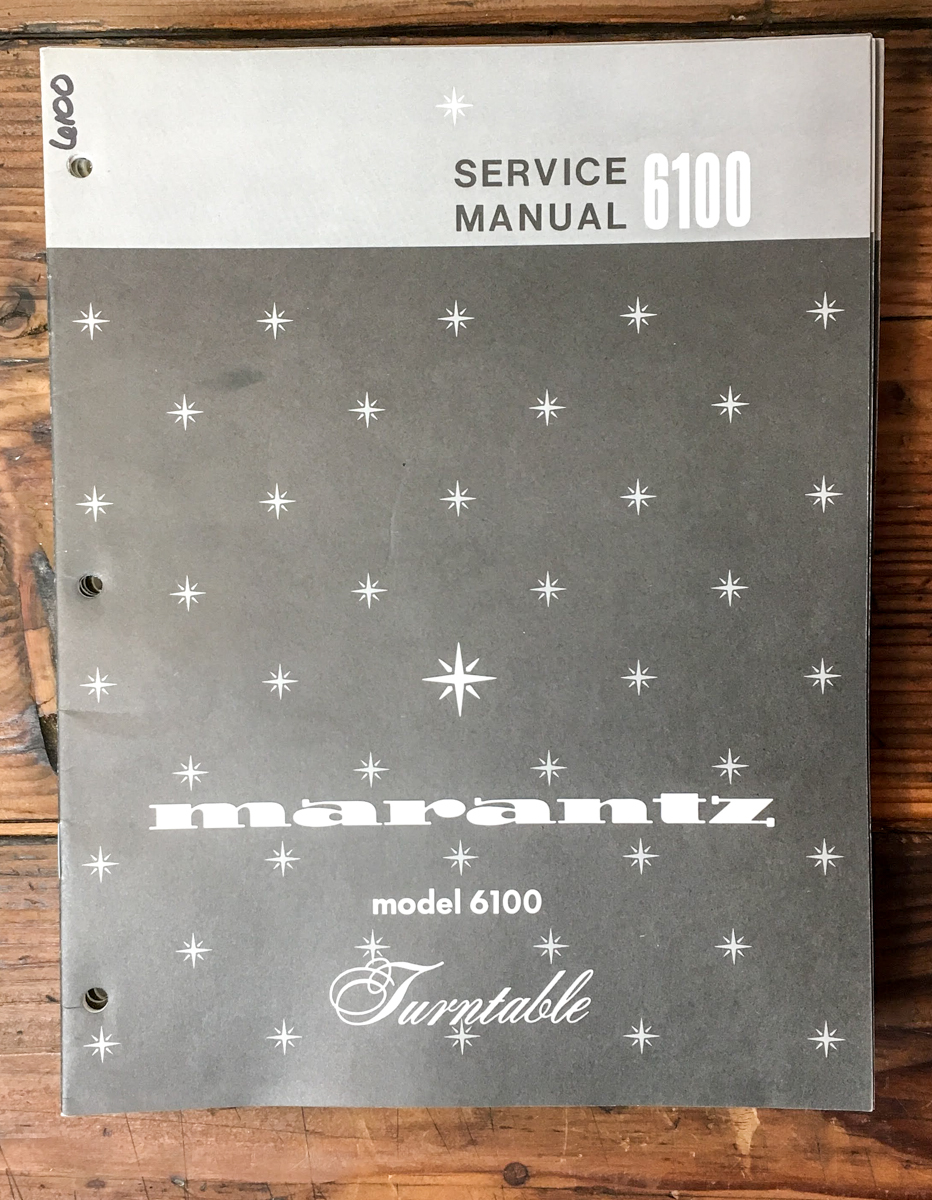 6100
SERVICE 6100
MANUAL
marantz
model 6100
Turntable